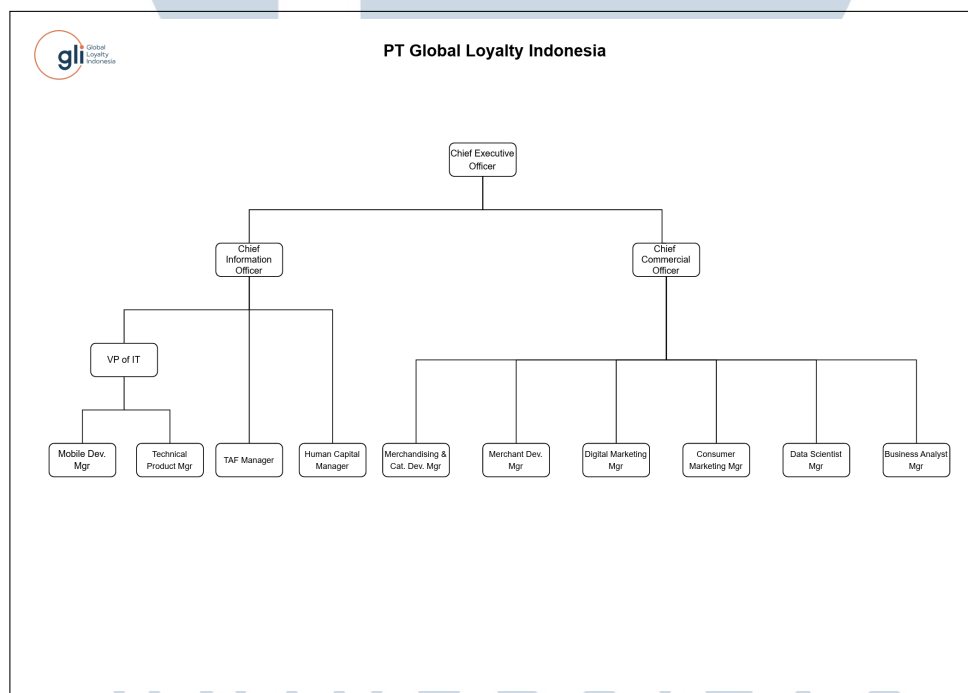 gli
Global
Loyalty
Indonesia
PT Global Loyalty Indonesia
Chief Executive
Officer
Chief
Information
Officer
Chief
Commercial
Officer
VP of IT
Mobile Dev.
Mgr
Technical
Product Mgr
TAF Manager
Human Capital
Manager
Merchandising &
Cat. Dev. Mgr
Merchant Dev.
Mgr
Digital Marketing
Mgr
Consumer
Marketing Mgr
Data Scientist
Mgr
Business Analyst
Mgr